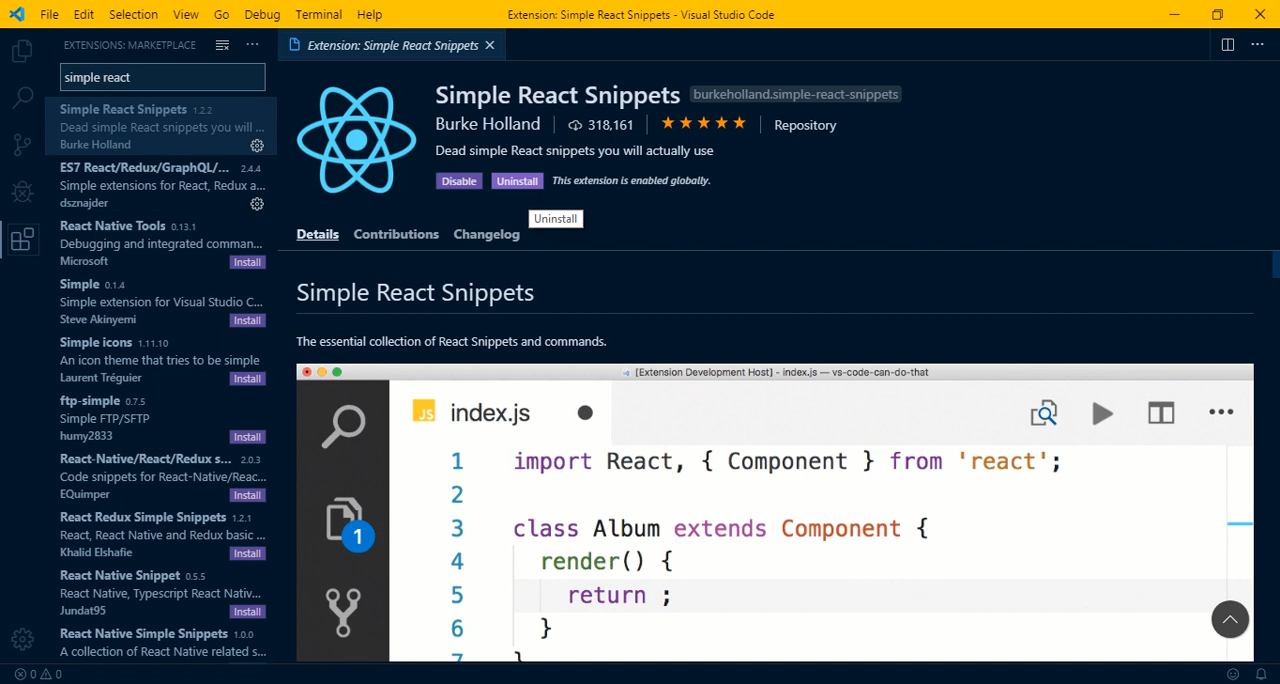 File Edit Selection View Go Debug Terminal Help
Extension: Simple React Snippets - Visual Studio Code
EXTENSIONS: MARKETPLACE
simple react
Simple React Snippets 1.2.2
Dead simple React snippets you will ...
Burke Holland
ES7 React/Redux/GraphQL/... 2.4.4
Simple extensions for React, Redux a...
dsznajder
React Native Tools 0.13.1
Debugging and integrated comman...
Microsoft Install
Simple 0.1.4
Simple extension for Visual Studio C...
Steve Akinyemi Install
Simple icons 1.11.10
An icon theme that tries to be simple
Laurent Tréguier Install
ftp-simple 0.7.5
Simple FTP/SFTP
humy2833 Install
React-Native/React/Redux s... 2.0.3
Code snippets for React-Native/Reac...
EQuimper Install
React Redux Simple Snippets 1.2.1
React, React Native and Redux basic ...
Khalid Elshafie Install
React Native Snippet 0.5.5
React Native, Typescript React Nativ...
Jundat95 Install
React Native Simple Snippets 1.0.0
A collection of React Native related s...
Extension: Simple React Snippets
Simple React Snippets burkeholland.simple-react-snippets
Burke Holland 318,161 Repository
Dead simple React snippets you will actually use
Disable Uninstall This extension is enabled globally.
Uninstall
Details Contributions Changelog
Simple React Snippets
The essential collection of React Snippets and commands.
[Extension Development Host] - index.js — vs-code-can-do-that
JS index.js
1 import React, { Component } from 'react';
2
3 class Album extends Component {
4 render() {
5 return ;
6 }
7 }
1
0 0